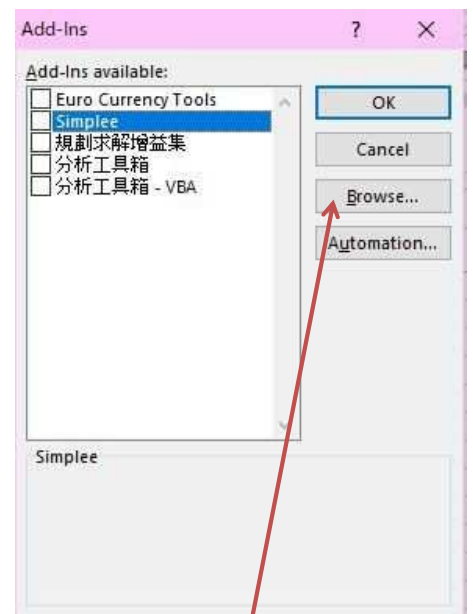 Add-Ins ? ×
Add-Ins available:
Euro Currency Tools
Simplee
規劃求解增益集
分析工具箱
分析工具箱 - VBA
OK
Cancel
Browse...
Automation...
Simplee